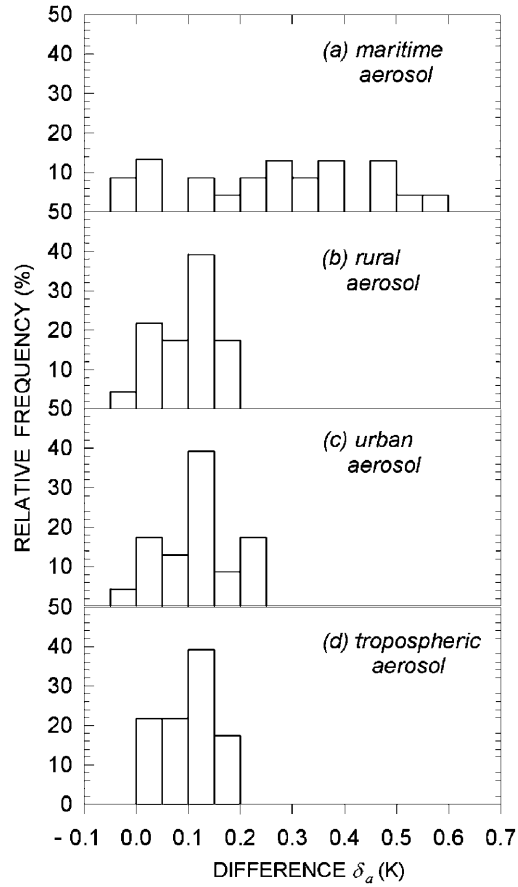 50
40
30
20
10
(a) maritime
aerosol
50
40
30
20
10
(b) rural
aerosol
50
40
30
20
10
(c) urban
aerosol
50
40
30
20
10
0
(d) tropospheric
aerosol
RELATIVE FREQUENCY (%)
- 0.1 0.0 0.1 0.2 0.3 0.4 0.5 0.6 0.7
DIFFERENCE δa (K)